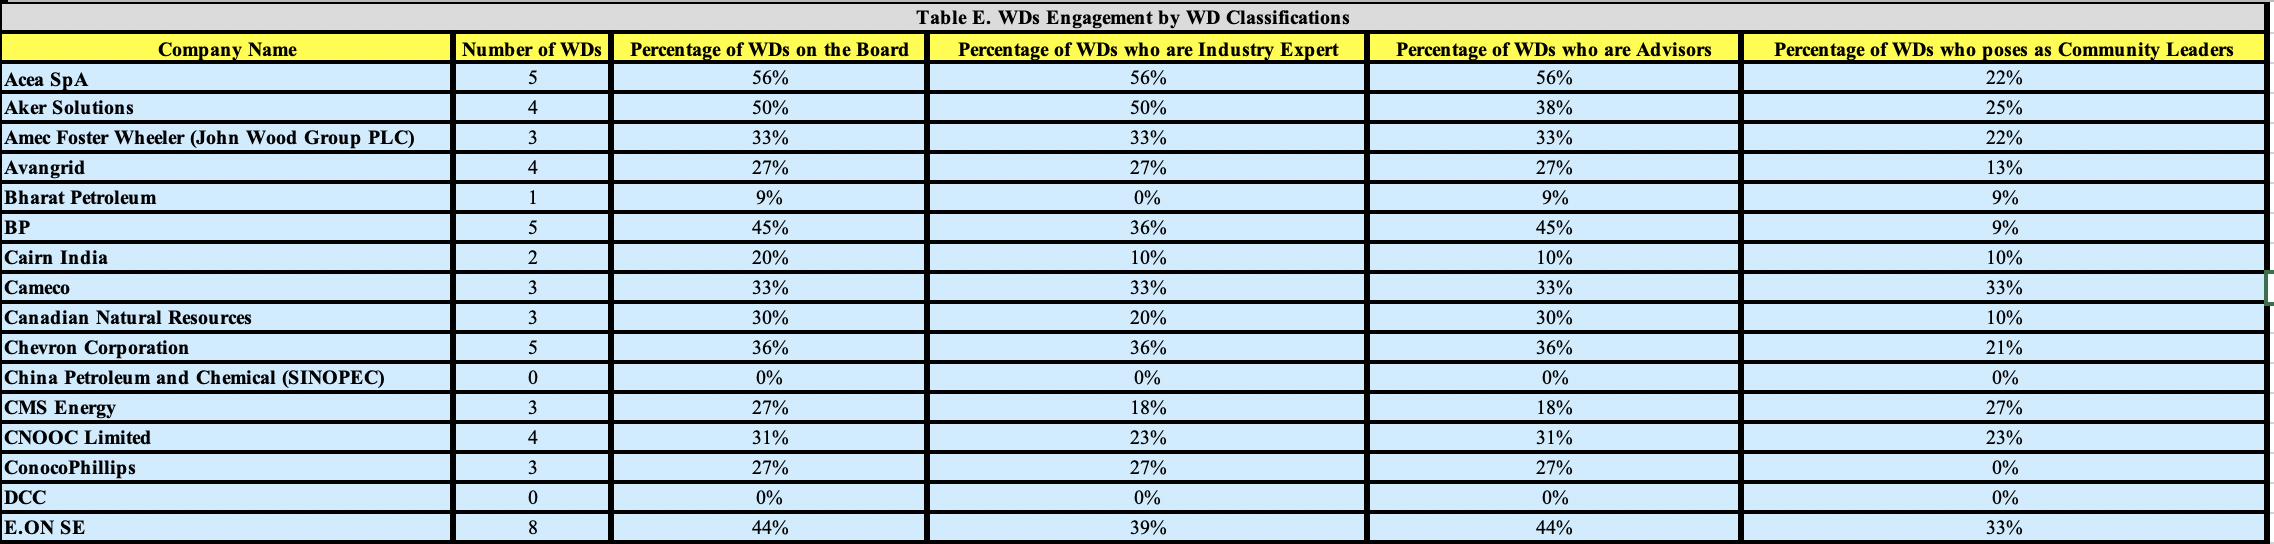 Table E. WDs Engagement by WD Classifications
Company Name Number of WDs Percentage of WDs on the Board Percentage of WDs who are Industry Expert Percentage of WDs who are Advisors Percentage of WDs who poses as Community Leaders
Acea SpA 5 56% 56% 56% 22%
Aker Solutions 4 50% 50% 38% 25%
Amec Foster Wheeler (John Wood Group PLC) 3 33% 33% 33% 22%
Avangrid 4 27% 27% 27% 13%
Bharat Petroleum 1 9% 0% 9% 9%
BP 5 45% 36% 45% 9%
Cairn India 2 20% 10% 10% 10%
Cameco 3 33% 33% 33% 33%
Canadian Natural Resources 3 30% 20% 30% 10%
Chevron Corporation 5 36% 36% 36% 21%
China Petroleum and Chemical (SINOPEC) 0 0% 0% 0% 0%
CMS Energy 3 27% 18% 18% 27%
CNOOC Limited 4 31% 23% 31% 23%
ConocoPhillips 3 27% 27% 27% 0%
DCC 0 0% 0% 0% 0%
E.ON SE 8 44% 39% 44% 33%